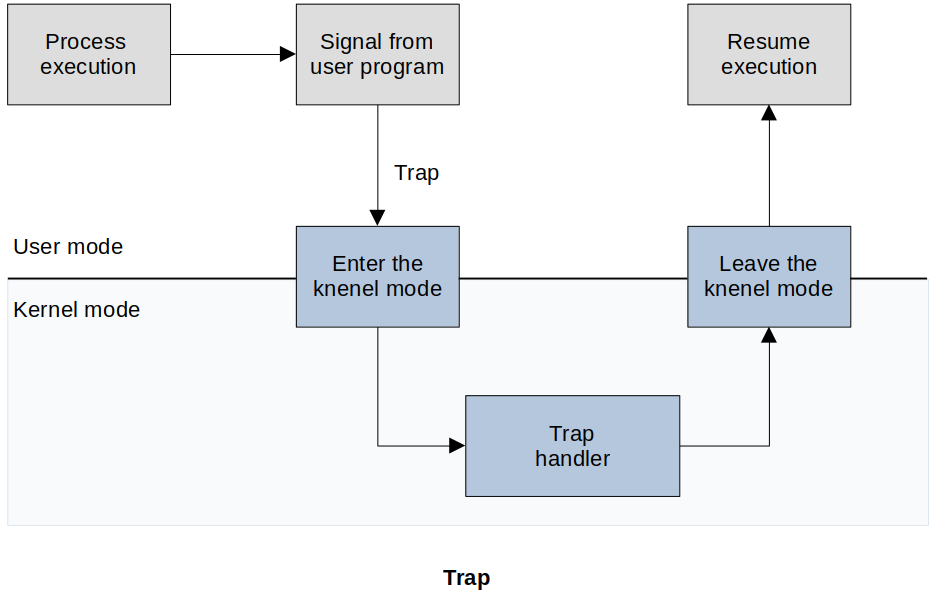 Process
execution
Signal from
user program
Resume
execution
Trap
User mode
Enter the
knenel mode
Leave the
knenel mode
Kernel mode
Trap
handler
Trap